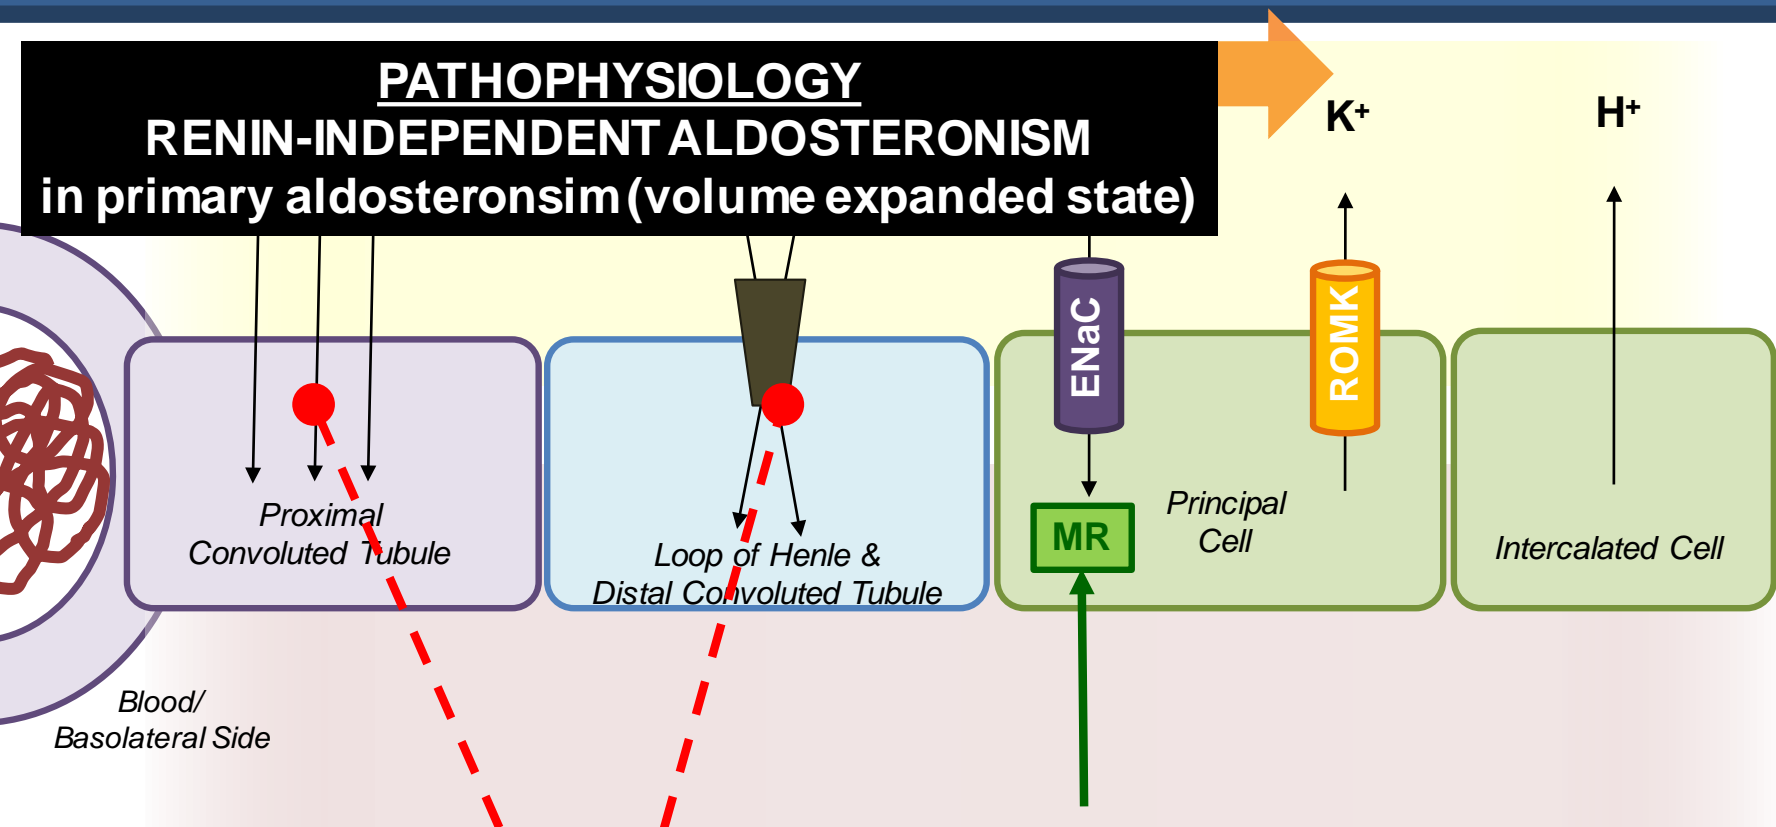 PATHOPHYSIOLOGY
RENIN-INDEPENDENT ALDOSTERONISM
in primary aldosteronsim (volume expanded state)
K+
H+
ENaC
ROMK
Proximal
Convoluted Tubule
Loop of Henle &
Distal Convoluted Tubule
MR
Principal
Cell
Intercalated Cell
Blood/
Basolateral Side